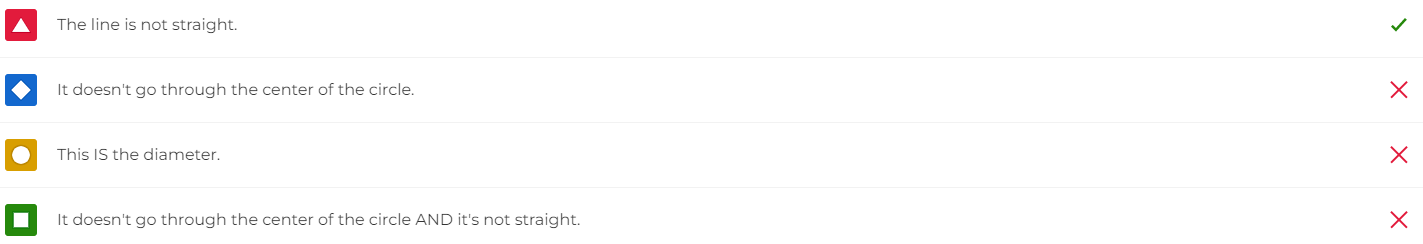 The line is not straight.
It doesn't go through the center of the circle.
This IS the diameter.
It doesn't go through the center of the circle AND it's not straight.